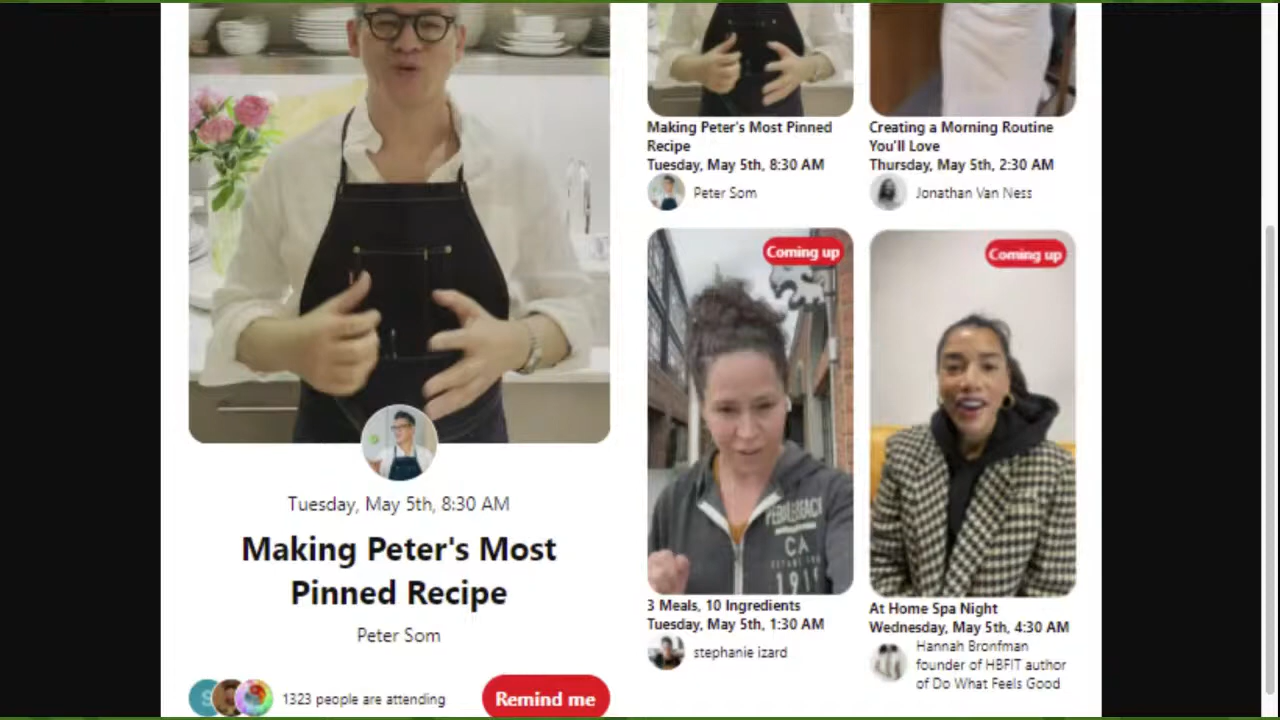 Tuesday, May 5th, 8:30 AM
Making Peter's Most
Pinned Recipe
Peter Som
S
1323 people are attending
Remind me
Making Peter's Most Pinned
Recipe
Tuesday, May 5th, 8:30 AM
Peter Som
Creating a Morning Routine
You'll Love
Thursday, May 5th, 2:30 AM
Jonathan Van Ness
Coming up
CA
3 Meals, 10 Ingredients
Tuesday, May 5th, 1:30 AM
stephanie izard
Coming up
At Home Spa Night
Wednesday, May 5th, 4:30 AM
Hannah Bronfman
founder of HBFIT author
of Do What Feels Good